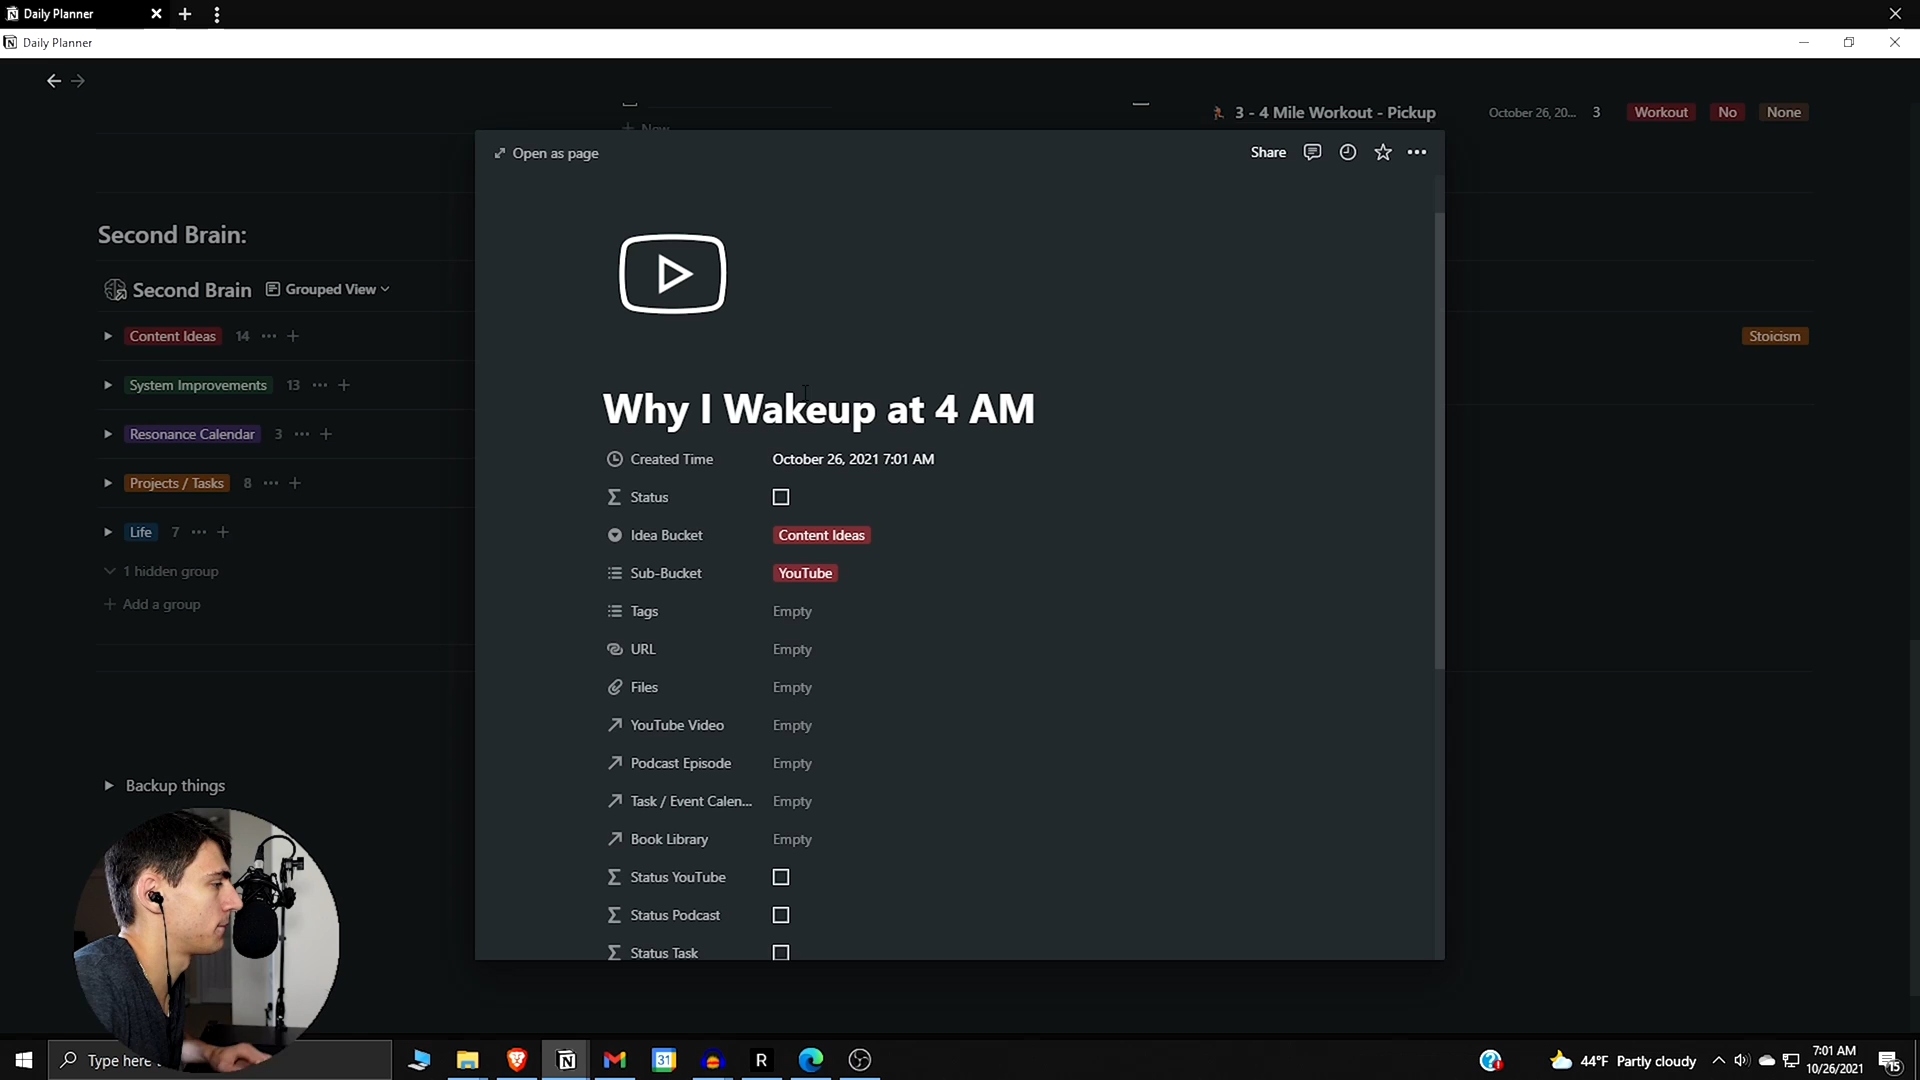 Daily Planner
Daily Planner
3 - 4 Mile Workout - Pickup October 26, 20... 3 Workout No None
Open as page
Share
Second Brain:
Second Brain Grouped View
Content Ideas 14
System Improvements 13
Resonance Calendar 3
Projects / Tasks 8
Life 7
1 hidden group
+ Add a group
Backup things
Why I Wakeup at 4 AM
Created Time October 26, 2021 7:01 AM
Status
Idea Bucket Content Ideas
Sub-Bucket YouTube
Tags Empty
URL Empty
Files Empty
YouTube Video Empty
Podcast Episode Empty
Task / Event Calen... Empty
Book Library Empty
Status YouTube
Status Podcast
Status Task
Stoicism
Type here
31
R
44°F Partly cloudy
7:01 AM
10/26/2021
15